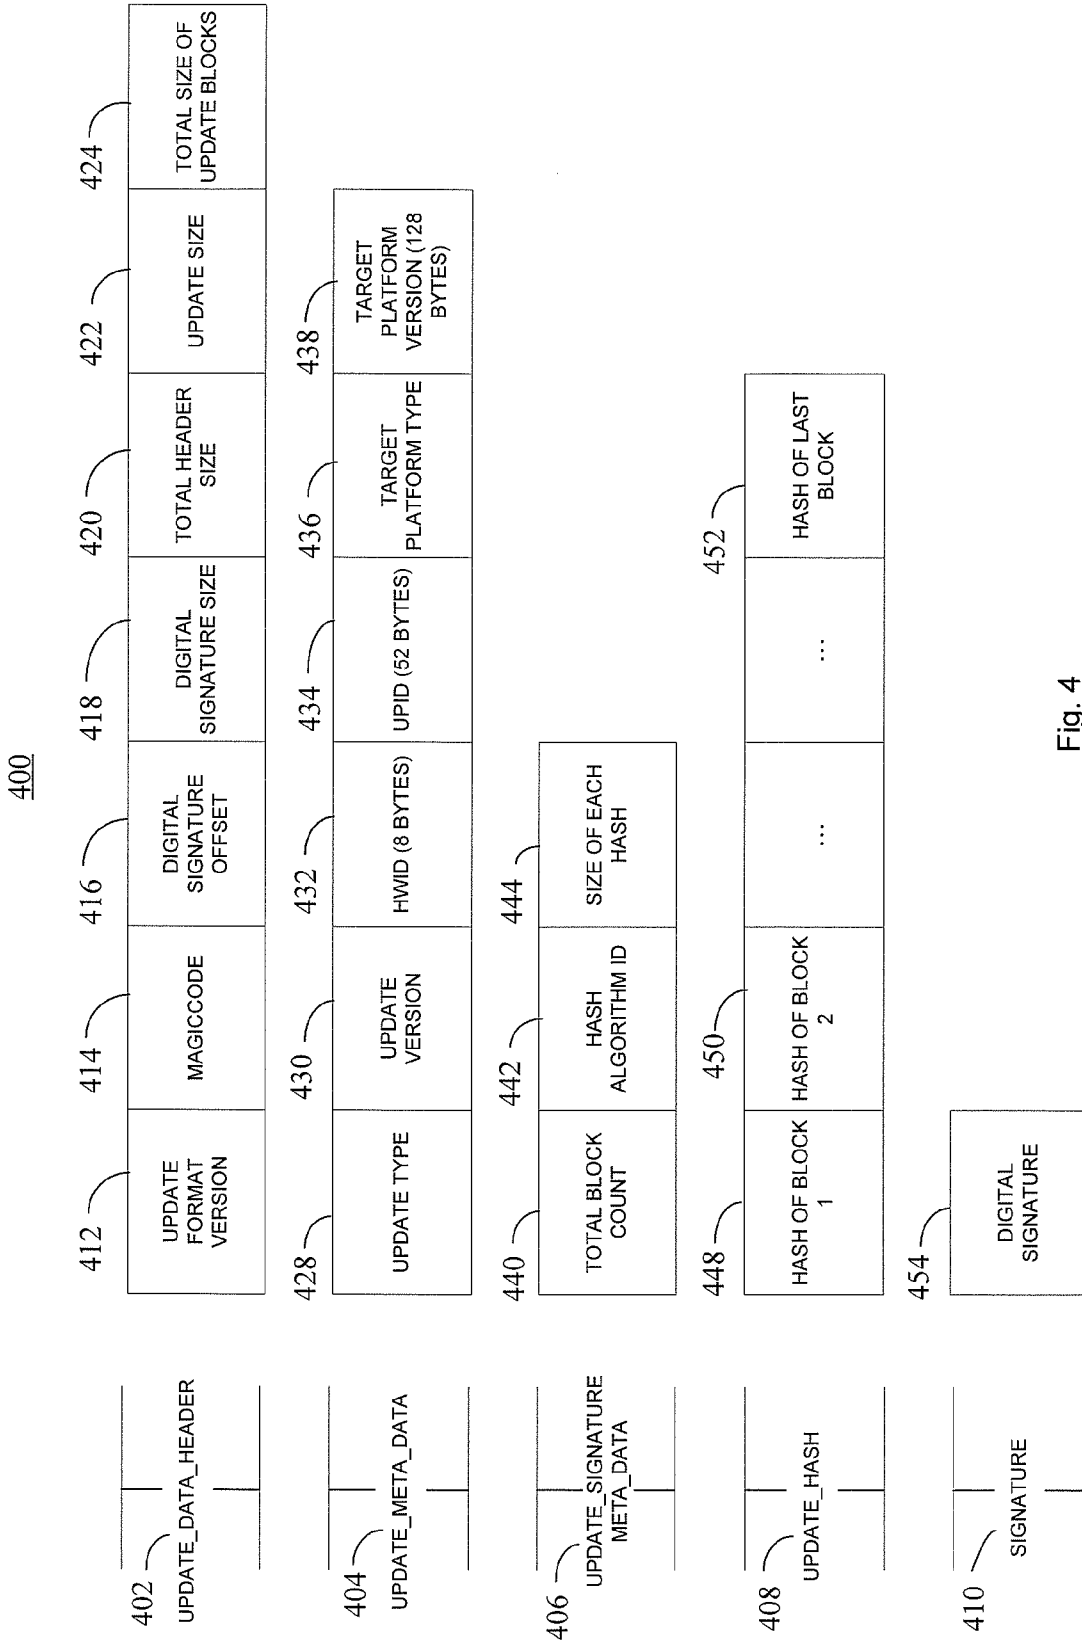 400
402
UPDATE_DATA_HEADER
412
UPDATE
FORMAT
VERSION
414
MAGICCODE
416
DIGITAL
SIGNATURE
OFFSET
418
DIGITAL
SIGNATURE SIZE
420
TOTAL HEADER
SIZE
422
UPDATE SIZE
424
TOTAL SIZE OF
UPDATE BLOCKS
404
UPDATE_META_DATA
428
UPDATE TYPE
430
UPDATE
VERSION
432
HWID (8 BYTES)
434
UPID (52 BYTES)
436
TARGET
PLATFORM TYPE
438
TARGET
PLATFORM
VERSION (128
BYTES)
406
UPDATE_SIGNATURE
META_DATA
440
TOTAL BLOCK
COUNT
442
HASH
ALGORITHM ID
444
SIZE OF EACH
HASH
408
UPDATE_HASH
448
HASH OF BLOCK
1
450
HASH OF BLOCK
2
...
...
452
HASH OF LAST
BLOCK
410
SIGNATURE
454
DIGITAL
SIGNATURE
Fig. 4